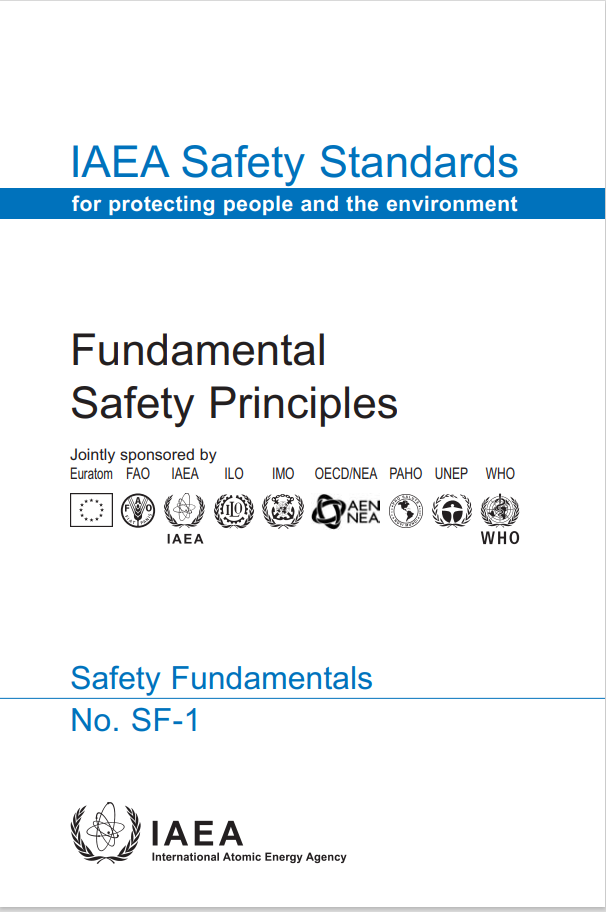 IAEA Safety Standards
for protecting people and the environment
Fundamental
Safety Principles
Jointly sponsored by
Euratom FAO IAEA ILO IMO OECD/NEA PAHO UNEP WHO
FAO ILO AEN
NEA
IAEA WHO
Safety Fundamentals
No. SF-1
IAEA
International Atomic Energy Agency